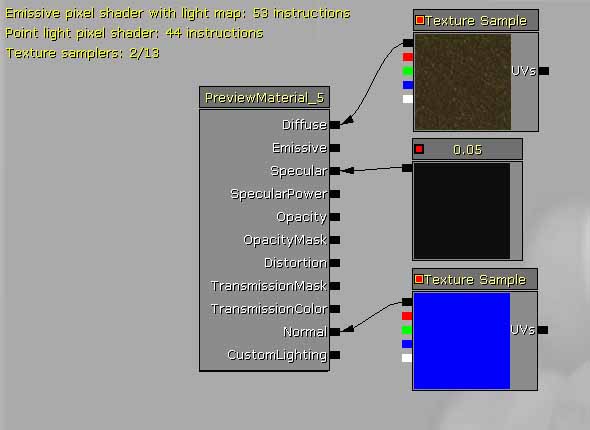 Emissive pixel shader with light map: 53 instructions
Point light pixel shader: 44 instructions
Texture samplers: 2/13
Texture Sample
UVs
PreviewMaterial_5
Diffuse
Emissive
Specular
SpecularPower
Opacity
OpacityMask
Distortion
TransmissionMask
TransmissionColor
Normal
CustomLighting
0.05
Texture Sample
UVs